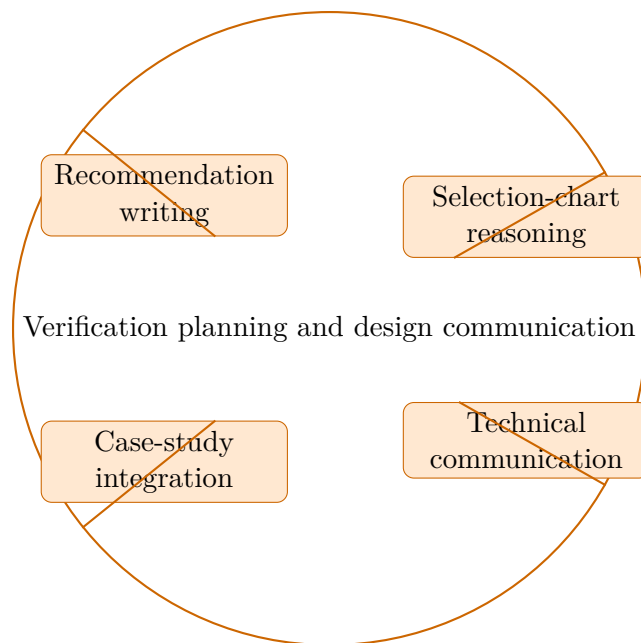 Recommendation
writing
Selection-chart
reasoning
Verification planning and design communication
Case-study
integration
Technical
communication